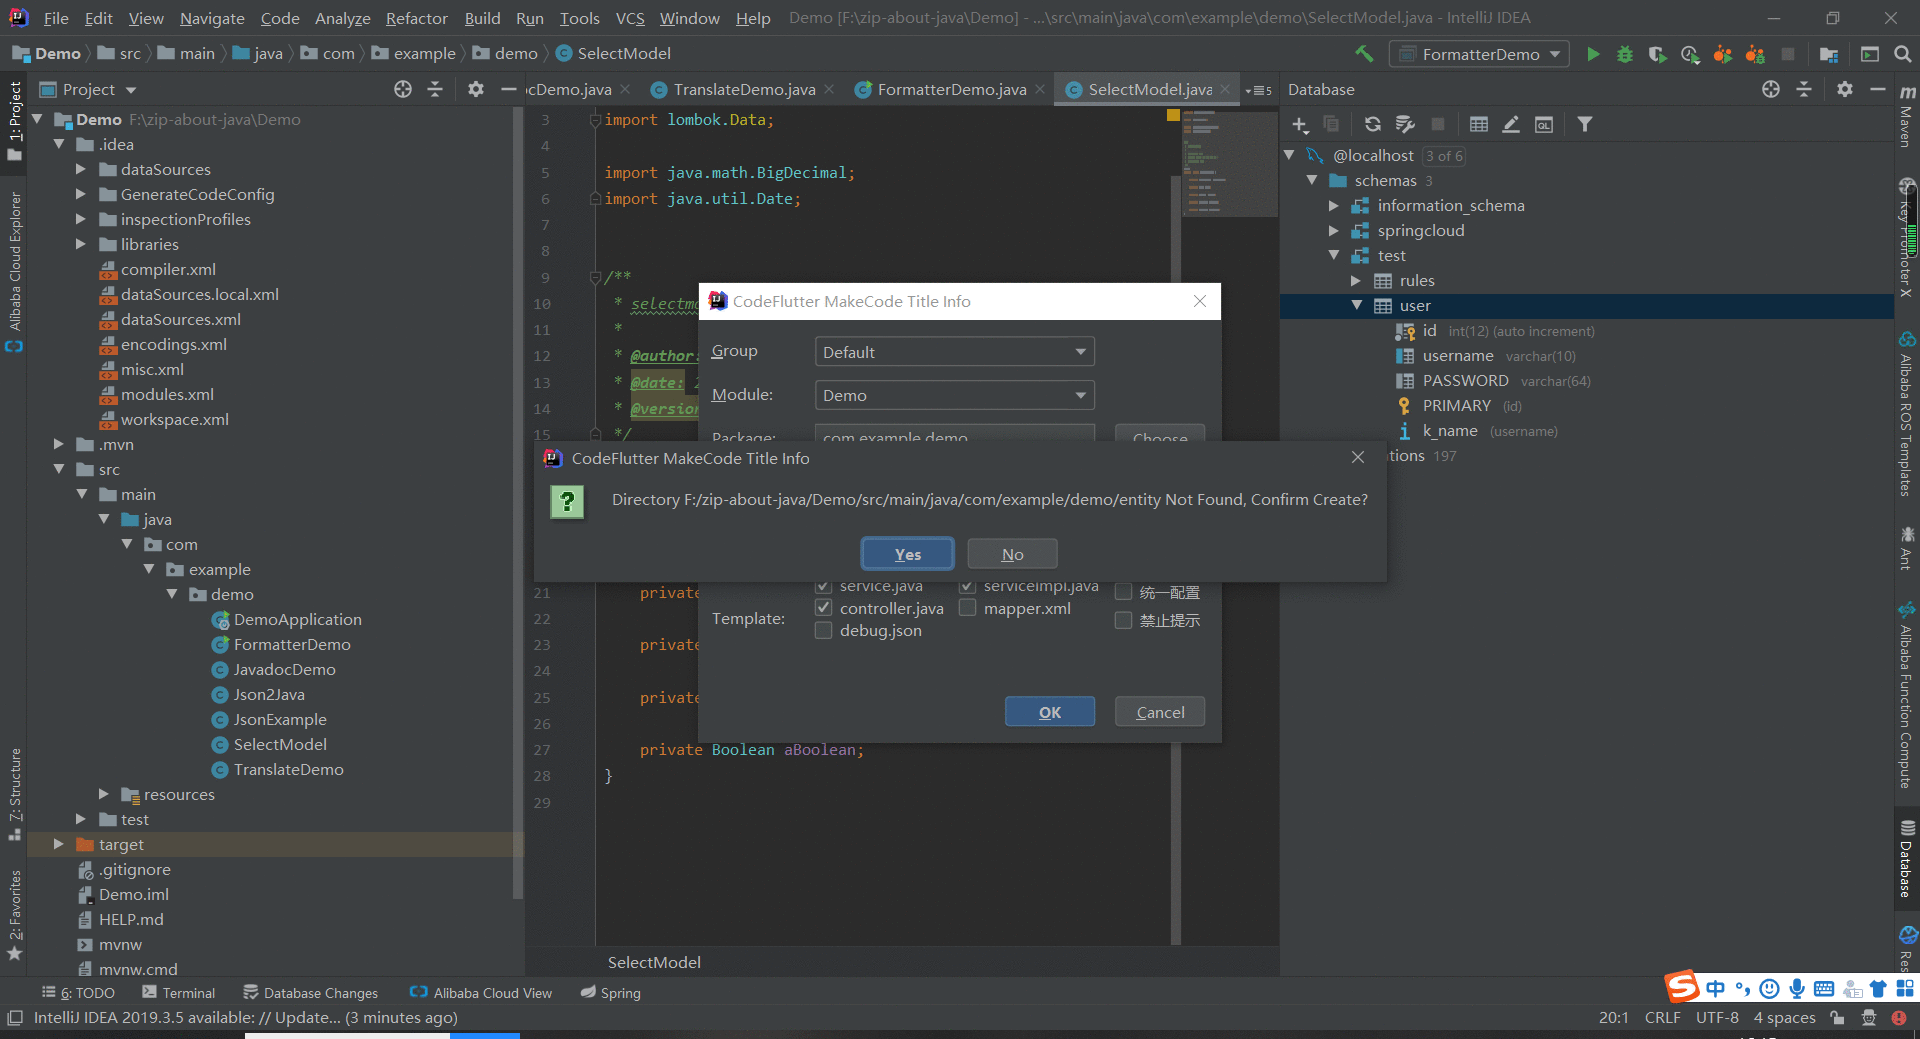 File Edit View Navigate Code Analyze Refactor Build Run Tools VCS Window Help Demo [F:\zip-about-java\Demo] - ...\src\main\java\com\example\demo\SelectModel.java - IntelliJ IDEA
Demo src main java com example demo SelectModel
FormatterDemo
1: Project
Alibaba Cloud Explorer
7: Structure
2: Favorites
Project
Demo F:\zip-about-java\Demo
.idea
dataSources
GenerateCodeConfig
inspectionProfiles
libraries
compiler.xml
dataSources.local.xml
dataSources.xml
encodings.xml
misc.xml
modules.xml
workspace.xml
.mvn
src
main
java
com
example
demo
DemoApplication
FormatterDemo
JavadocDemo
Json2Java
JsonExample
SelectModel
TranslateDemo
resources
test
target
.gitignore
Demo.iml
HELP.md
mvnw
mvnw.cmd
ocDemo.java TranslateDemo.java FormatterDemo.java SelectModel.java 5
3 import lombok.Data;
4
5 import java.math.BigDecimal;
6 import java.util.Date;
7
8
9 /**
10 * selectmo
11 *
12 * @author:
13 * @date: 2
14 * @version
15 */
21 private
22
23 private
24
25 private
26
27 private Boolean aBoolean;
28 }
29
SelectModel
CodeFlutter MakeCode Title Info
Group Default
Module: Demo
Package: com.example.demo Choose
CodeFlutter MakeCode Title Info
Directory F:/zip-about-java/Demo/src/main/java/com/example/demo/entity Not Found, Confirm Create?
Yes No
service.java serviceImpl.java 统一配置
Template: controller.java mapper.xml
禁止提示
debug.json
OK Cancel
Database
@localhost 3 of 6
schemas 3
information_schema
springcloud
test
rules
user
id int(12) (auto increment)
username varchar(10)
PASSWORD varchar(64)
PRIMARY (id)
k_name (username)
tions 197
Maven
Key Promoter X
Alibaba ROS Templates
Ant
Alibaba Function Compute
Database
Res
6: TODO Terminal Database Changes Alibaba Cloud View Spring
中
IntelliJ IDEA 2019.3.5 available: // Update... (3 minutes ago)
20:1 CRLF UTF-8 4 spaces